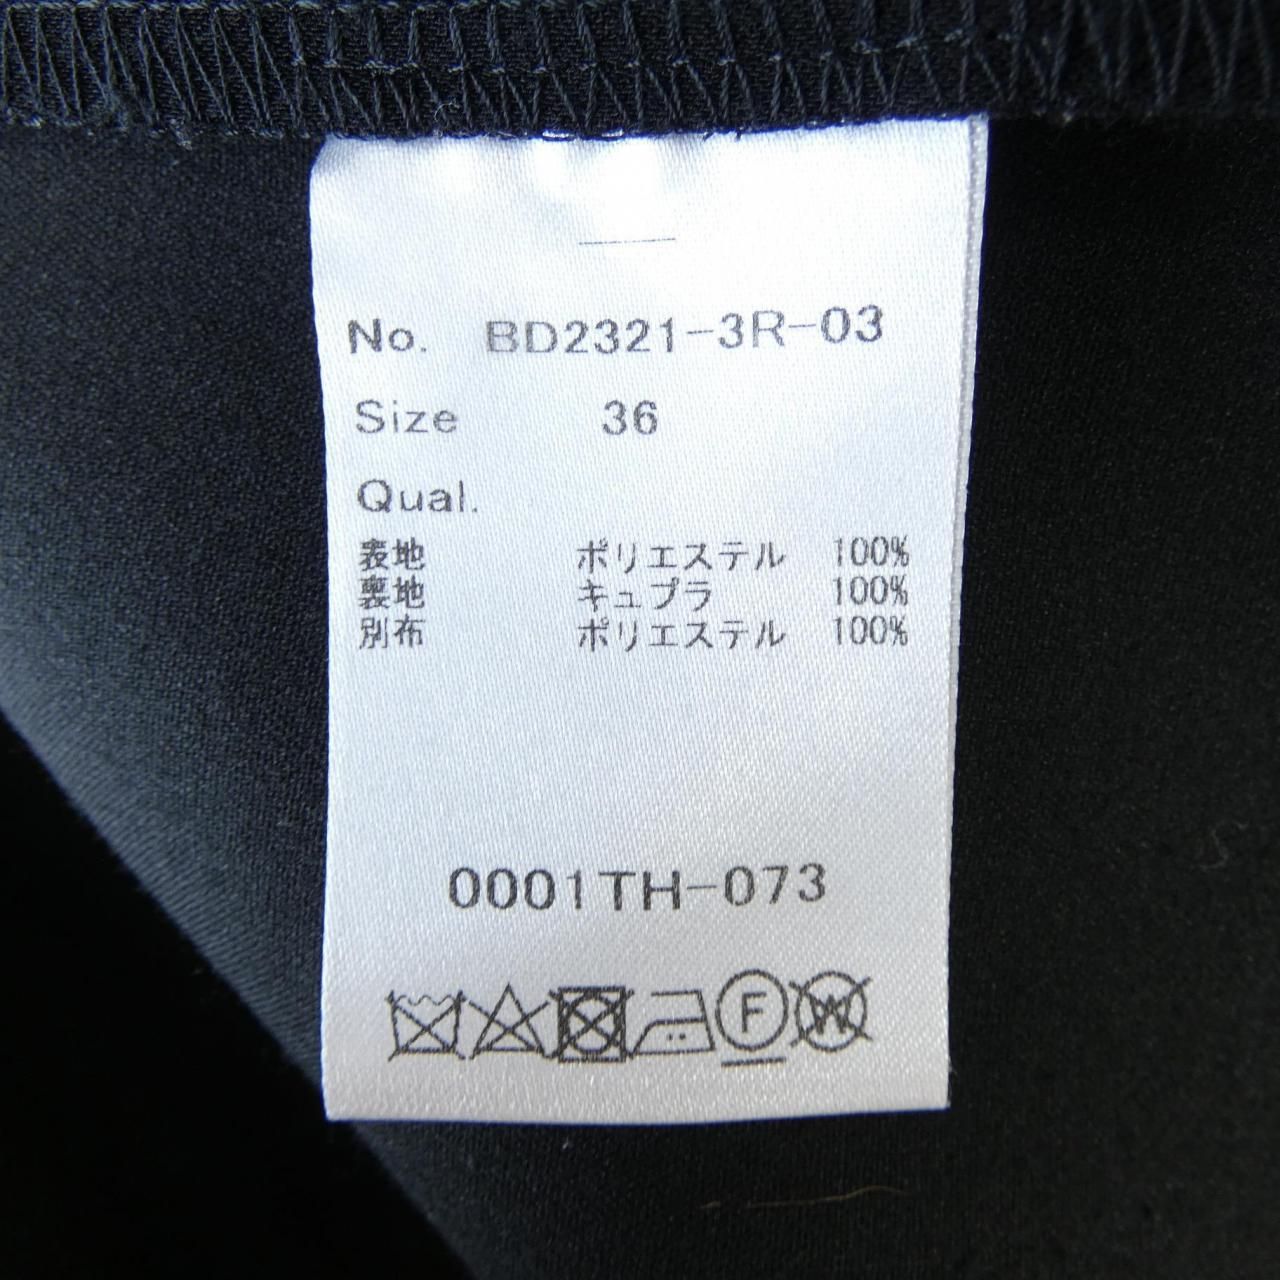 No. BD2321-3R-03
Size 36
Qual.
表地 ポリエステル 100%
裏地 キュプラ 100%
別布 ポリエステル 100%
0001TH-073
F W